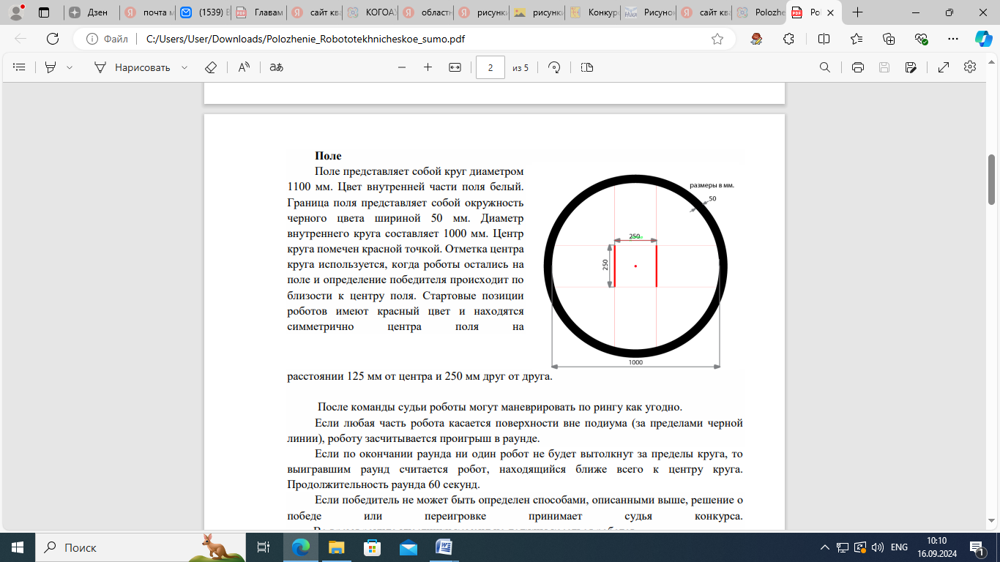 Дзен
почта м
(1539) В
Главам
сайт ква
КОГОА
област
рисунки
рисунк
Конкур
Рисуно
сайт ква
Polozhe
Po
Файл
C:/Users/User/Downloads/Polozhenie_Robototekhnicheskoe_sumo.pdf
Нарисовать
2
из 5
Поле
Поле представляет собой круг диаметром
1100 мм. Цвет внутренней части поля белый.
Граница поля представляет собой окружность
черного цвета шириной 50 мм. Диаметр
внутреннего круга составляет 1000 мм. Центр
круга помечен красной точкой. Отметка центра
круга используется, когда роботы остались на
поле и определение победителя происходит по
близости к центру поля. Стартовые позиции
роботов имеют красный цвет и находятся
симметрично центра поля на
размеры в мм.
50
250
250
1000
расстоянии 125 мм от центра и 250 мм друг от друга.
После команды судьи роботы могут маневрировать по рингу как угодно.
Если любая часть робота касается поверхности вне подиума (за пределами черной
линии), роботу засчитывается проигрыш в раунде.
Если по окончании раунда ни один робот не будет вытолкнут за пределы круга, то
выигравшим раунд считается робот, находящийся ближе всего к центру круга.
Продолжительность раунда 60 секунд.
Если победитель не может быть определен способами, описанными выше, решение о
победе или переигровке принимает судья конкурса.
Поиск
ENG
10:10
16.09.2024
1